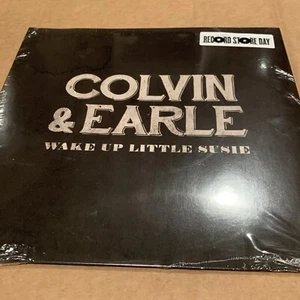 RECORD STORE DAY
COLVIN
& EARLE
WAKE UP LITTLE SUSIE